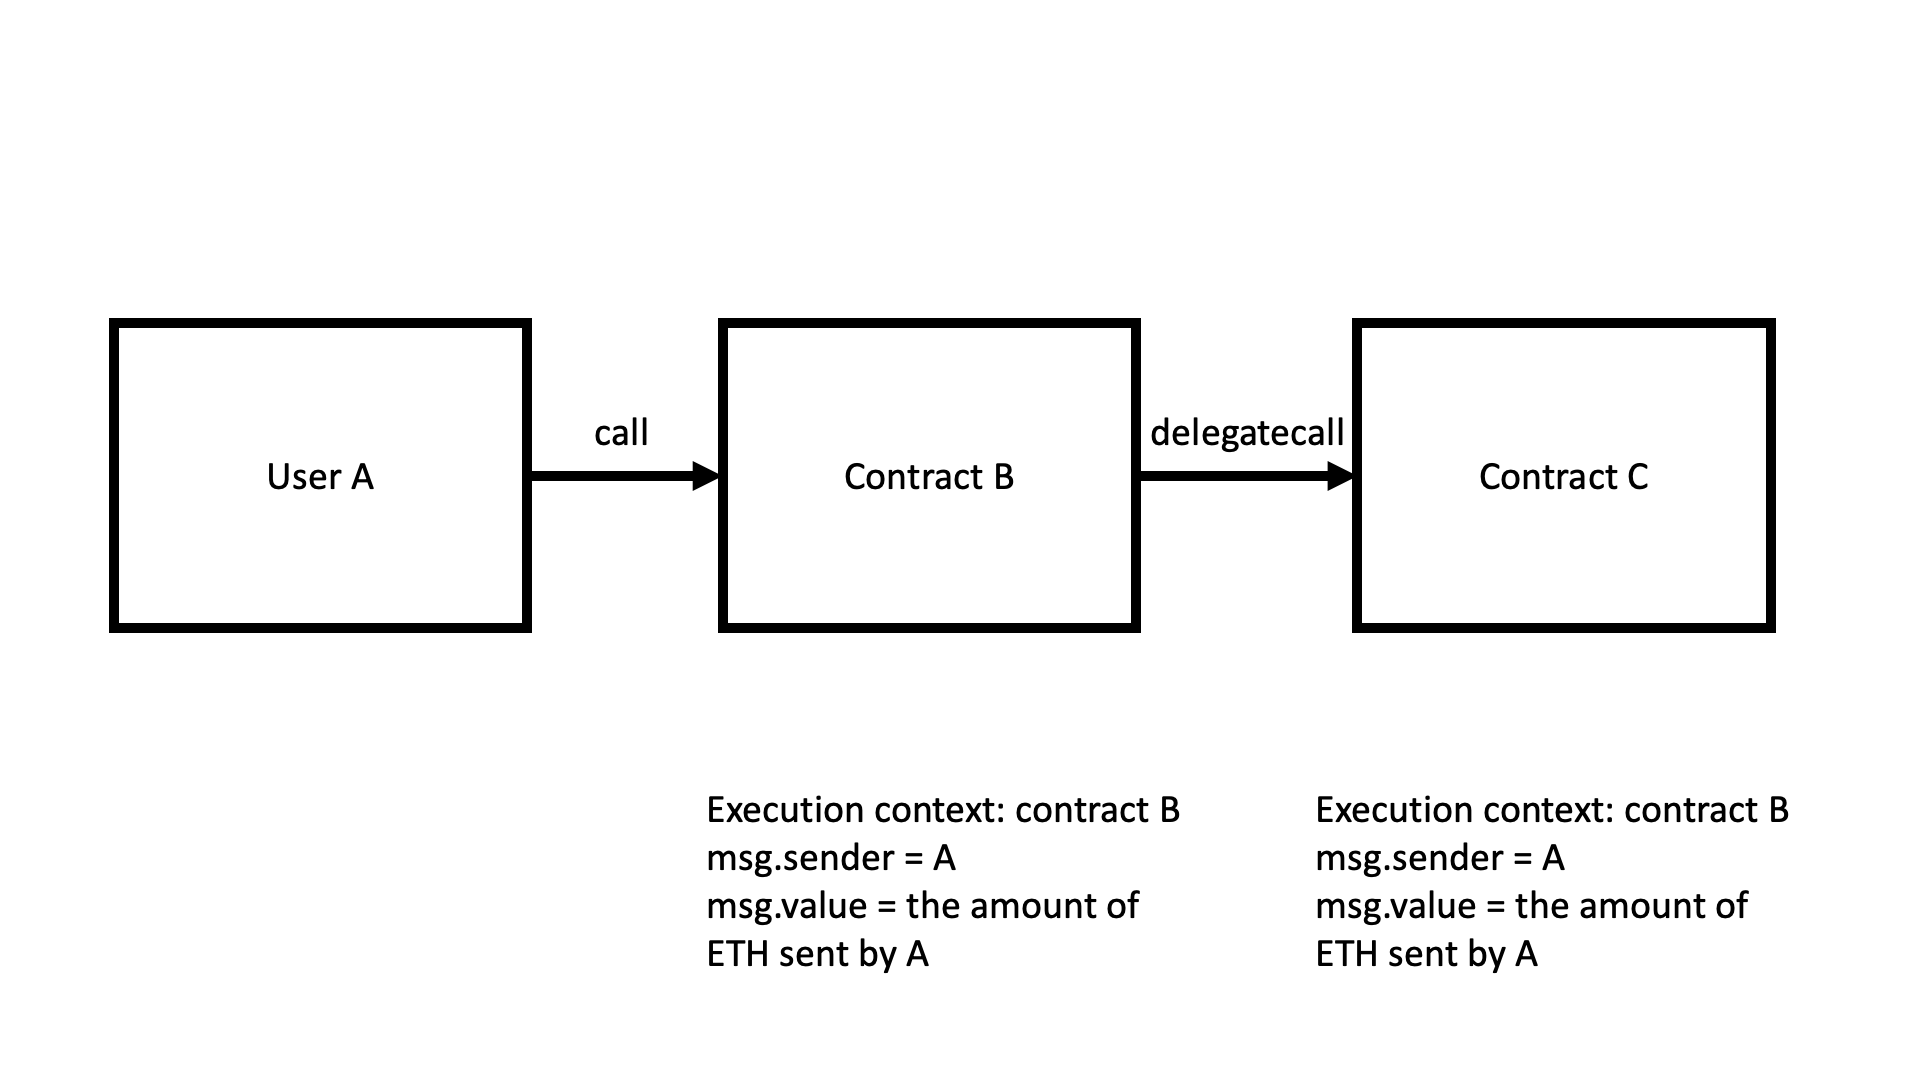 User A
call
Contract B
delegatecall
Contract C
Execution context: contract B
msg.sender = A
msg.value = the amount of
ETH sent by A
Execution context: contract B
msg.sender = A
msg.value = the amount of
ETH sent by A